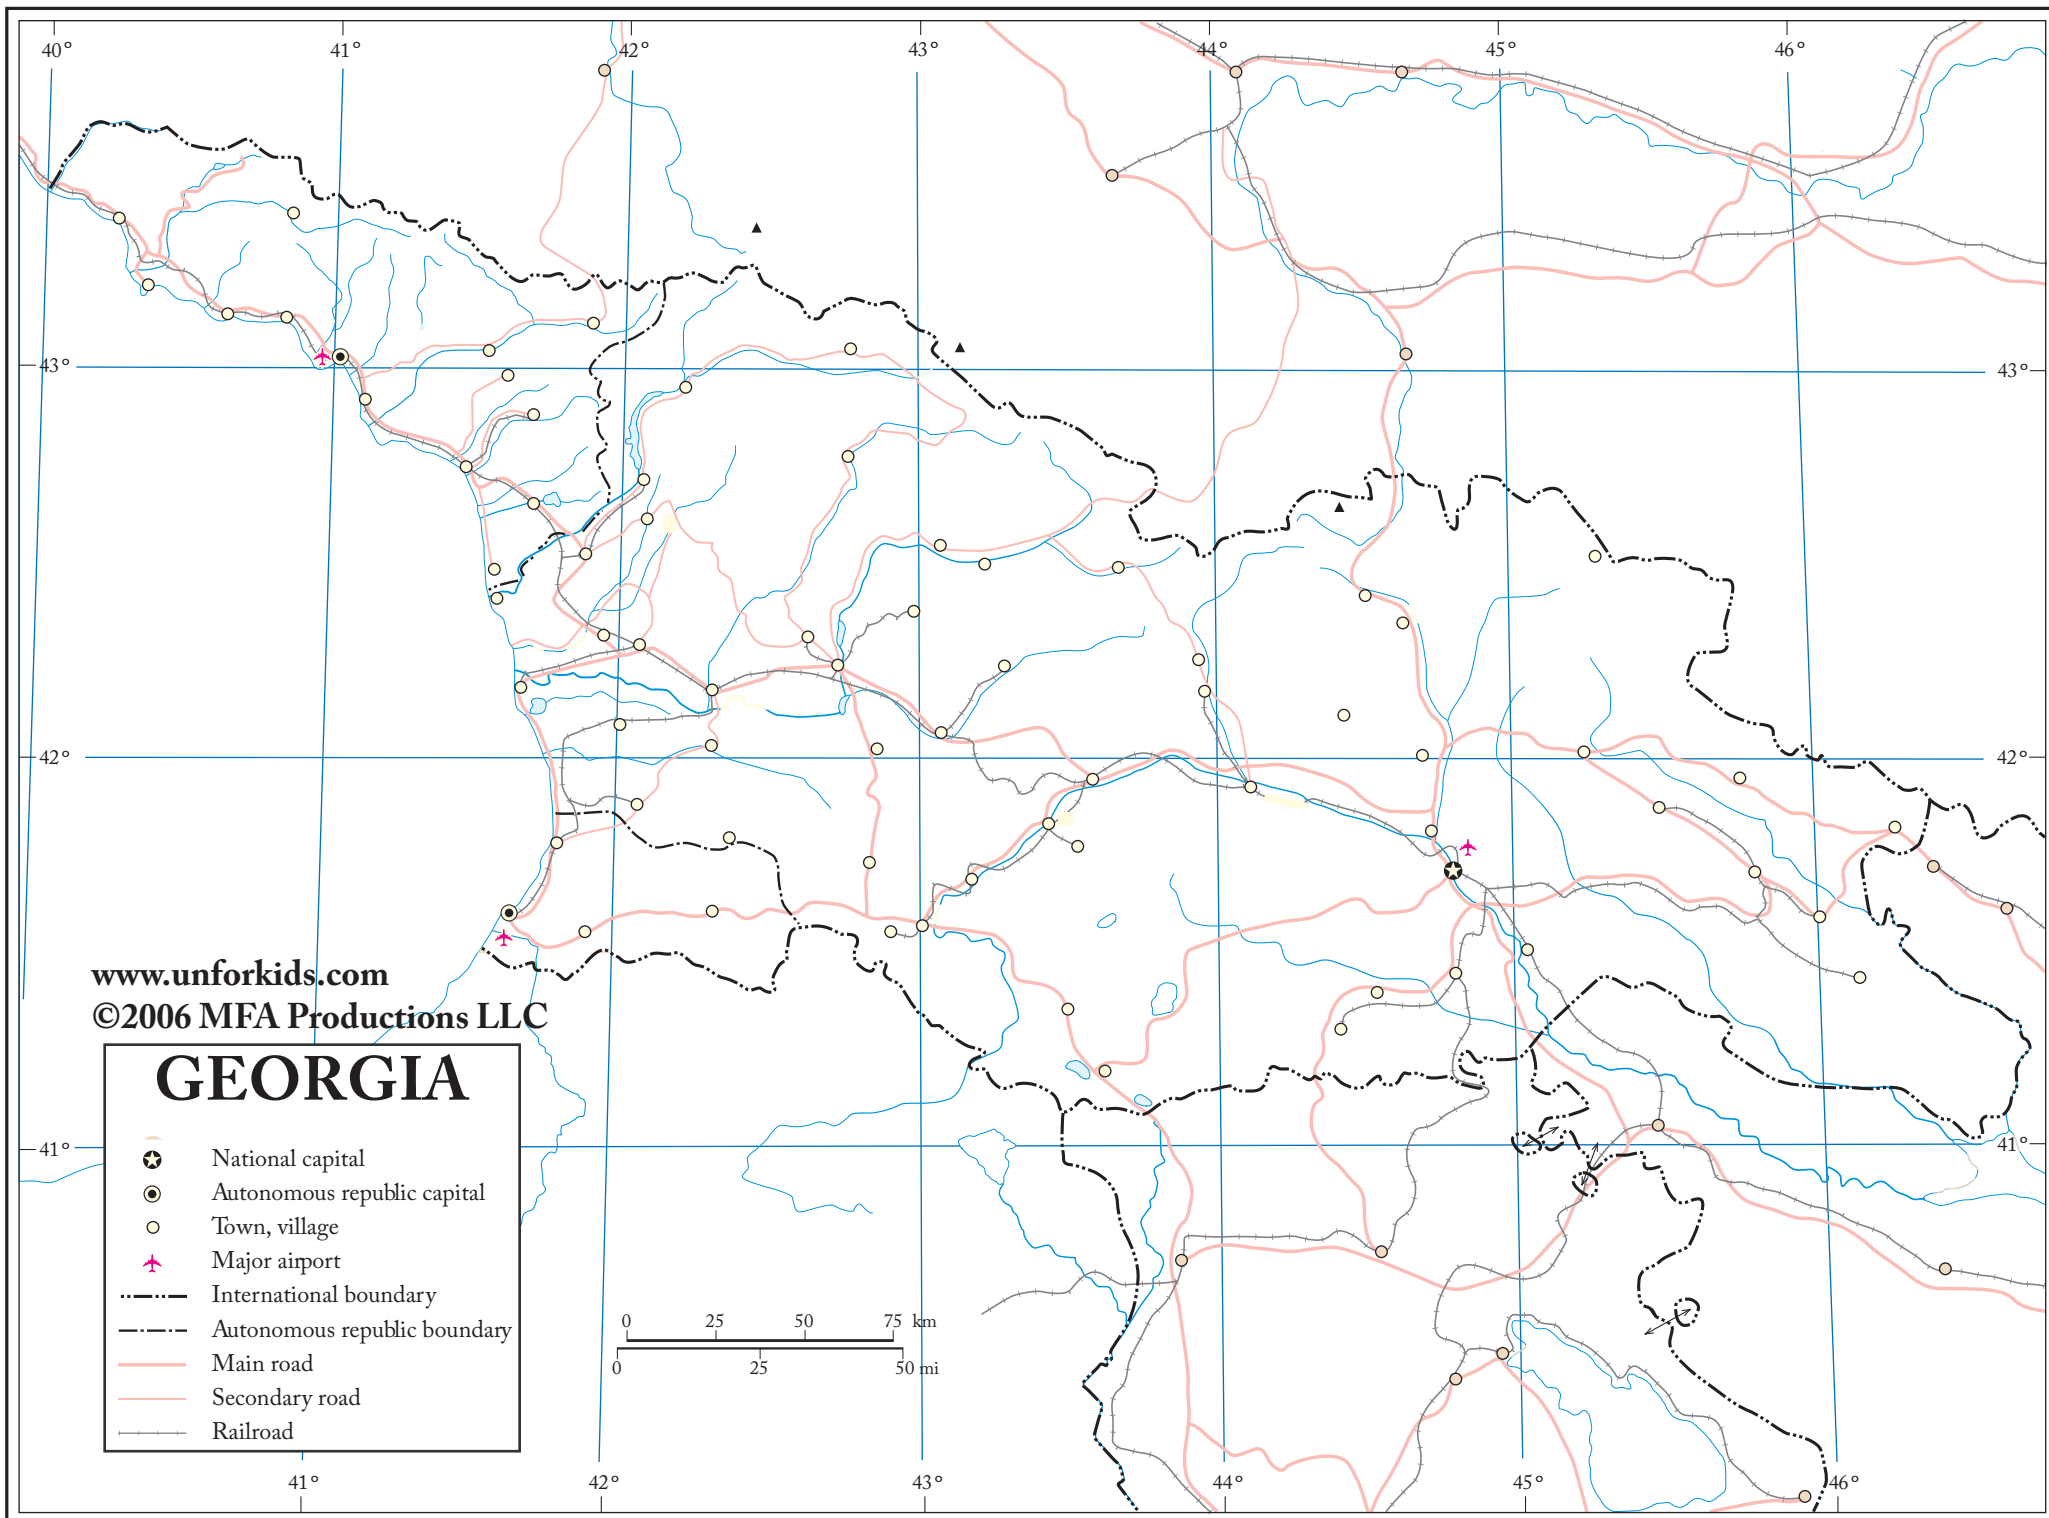 40° 41° 42° 43° 44° 45° 46°
43° 43°
42° 42°
www.unforkids.com
©2006 MFA Productions LLC
GEORGIA
41° 41°
National capital
Autonomous republic capital
Town, village
Major airport
International boundary
Autonomous republic boundary
Main road
Secondary road
Railroad
0 25 50 75 km
0 25 50 mi
41° 42° 43° 44° 45° 46°